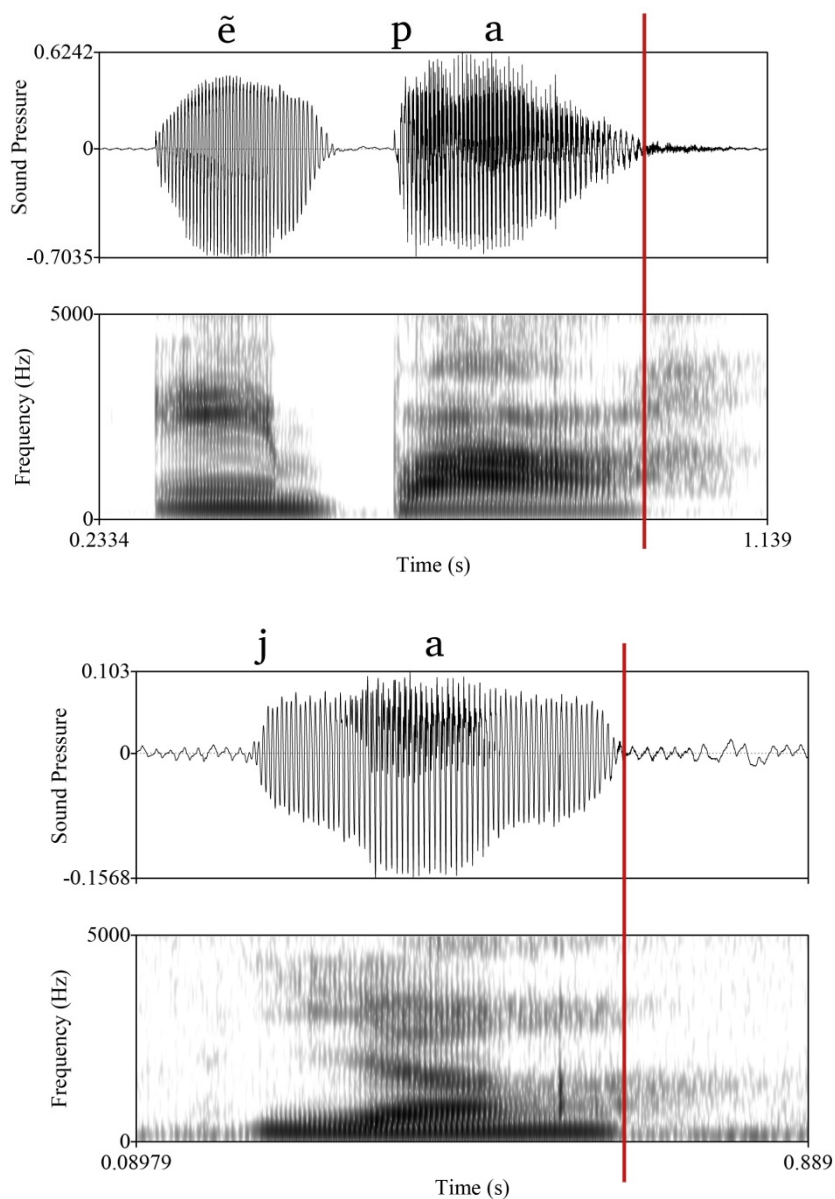 ẽ p a
0.6242
Sound Pressure
0
-0.7035
5000
Frequency (Hz)
0
0.2334 1.139
Time (s)
j a
0.103
Sound Pressure
0
-0.1568
5000
Frequency (Hz)
0
0.08979 0.889
Time (s)